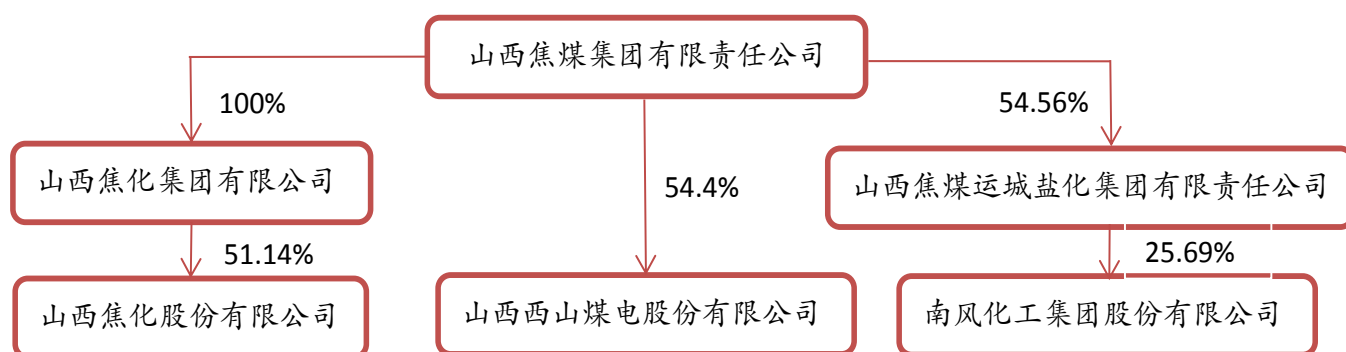 山西焦煤集团有限责任公司
100%
54.56%
山西焦化集团有限公司
54.4%
山西焦煤运城盐化集团有限责任公司
51.14%
25.69%
山西焦化股份有限公司
山西西山煤电股份有限公司
南风化工集团股份有限公司